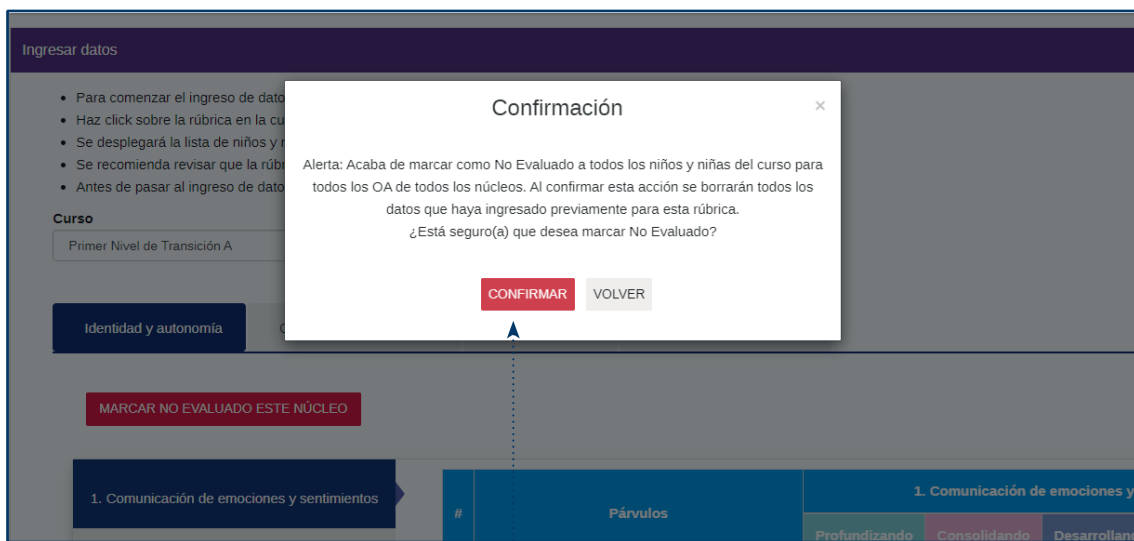 Ingresar datos
Para comenzar el ingreso de dato
Haz click sobre la rúbrica en la cu
Se desplegará la lista de niños y
Se recomienda revisar que la rúbr
Antes de pasar al ingreso de dato
Curso
Primer Nivel de Transición A
Confirmación
×
Alerta: Acaba de marcar como No Evaluado a todos los niños y niñas del curso para
todos los OA de todos los núcleos. Al confirmar esta acción se borrarán todos los
datos que haya ingresado previamente para esta rúbrica.
¿Está seguro(a) que desea marcar No Evaluado?
CONFIRMAR VOLVER
Identidad y autonomía
MARCAR NO EVALUADO ESTE NÚCLEO
1. Comunicación de emociones y sentimientos
# Párvulos
1. Comunicación de emociones y
Profundizando Consolidando Desarrolland